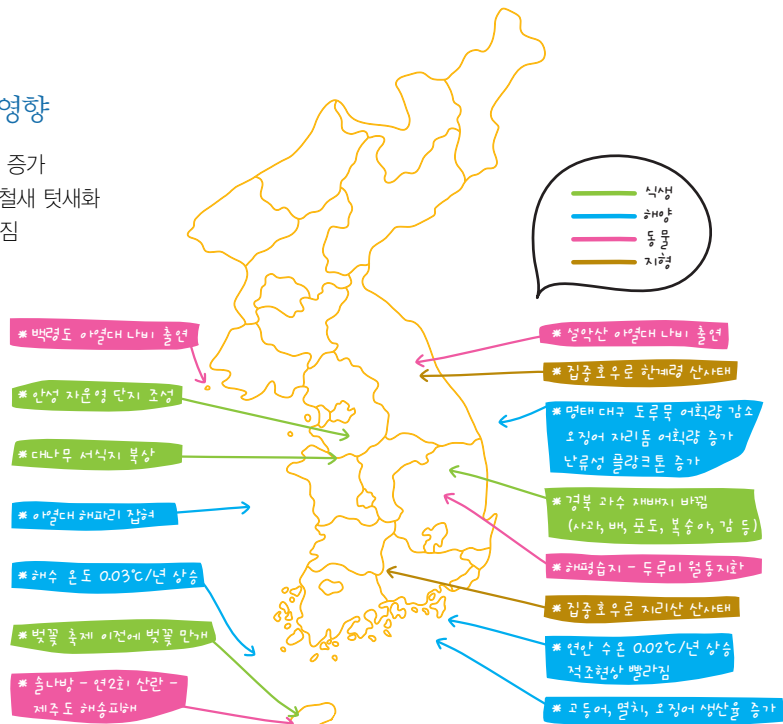 영향
증가
철새 텃새화
짐
식생
해양
동물
지형
* 백령도 아열대 나비 출연
* 안성 자운영 단지 조성
* 대나무 서식지 북상
* 아열대 해파리 잡혀
* 해수 온도 0.03℃/년 상승
* 벚꽃 축제 이전에 벚꽃 만개
* 솔나방 - 연2회 산란 -
제주도 해송피해
* 설악산 아열대 나비 출연
* 집중호우로 한계령 산사태
* 명태 대구 도루묵 어획량 감소
오징어 자리돔 어획량 증가
난류성 플랑크톤 증가
* 경북 과수 재배지 바뀜
(사과, 배, 포도, 복숭아, 감 등)
* 해평습지 - 두루미 월동지화
* 집중호우로 지리산 산사태
* 연안 수온 0.02℃/년 상승
적조현상 빨라짐
* 고등어, 멸치, 오징어 생산율 증가